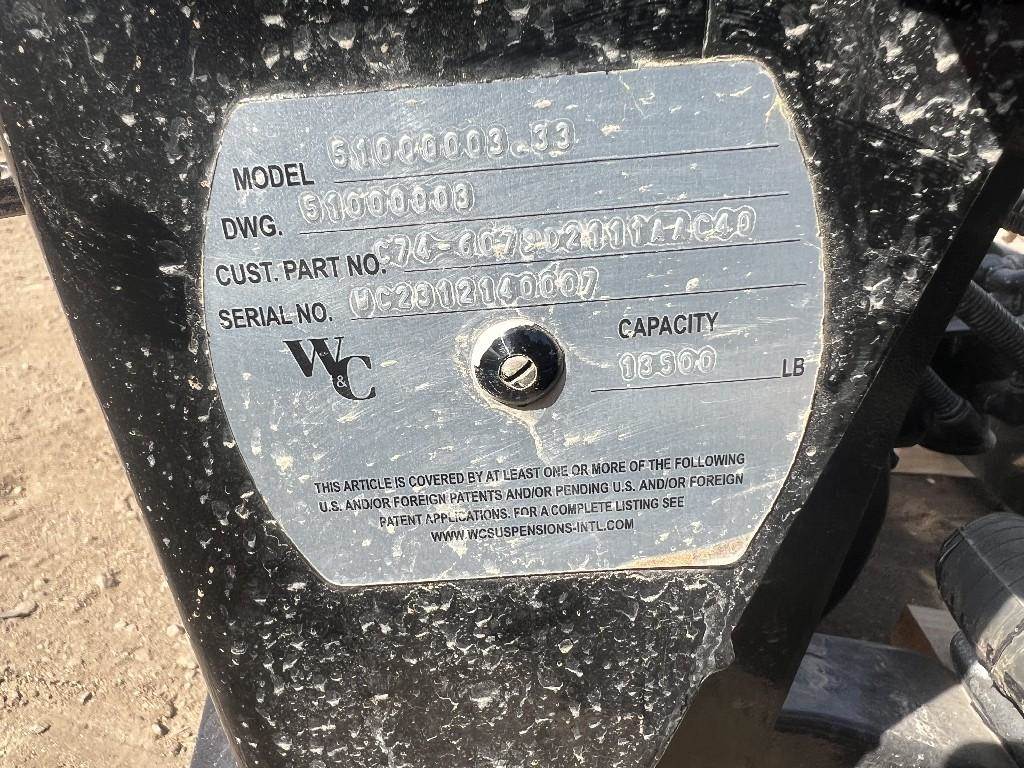 MODEL 51000003.33
DWG. 51000003
CUST. PART NO.
SERIAL NO. WC2312140007
W&C
CAPACITY
13500 LB
THIS ARTICLE IS COVERED BY AT LEAST ONE OR MORE OF THE FOLLOWING
U.S. AND/OR FOREIGN PATENTS AND/OR PENDING U.S. AND/OR FOREIGN
PATENT APPLICATIONS. FOR A COMPLETE LISTING SEE
WWW.WCSUSPENSIONS-INTL.COM